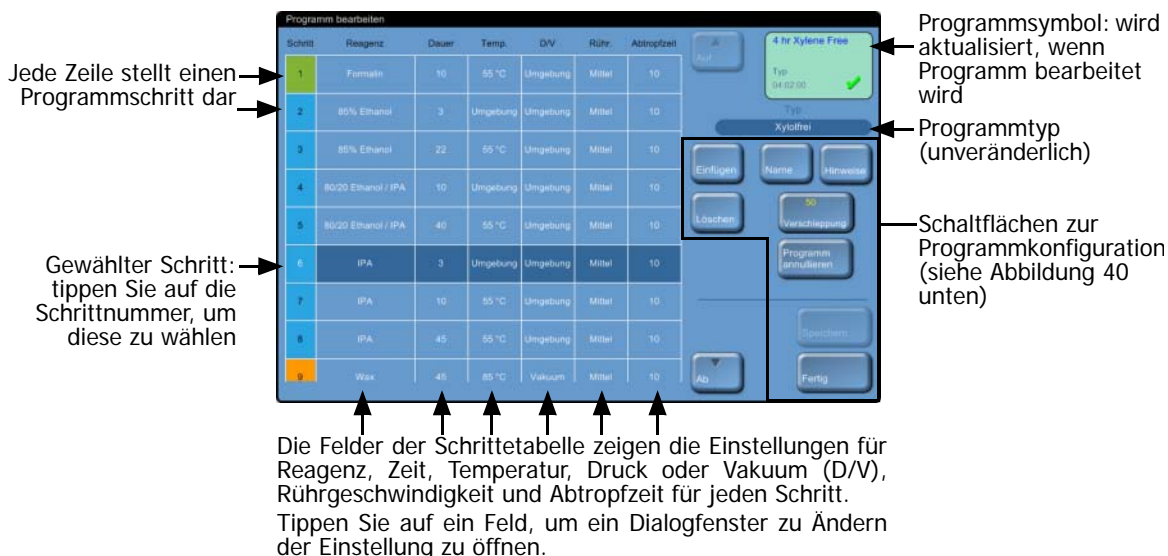 Programm bearbeiten
Schritt Reagenz Dauer Temp. D/V Rühr. Abtropfzeit
1 Formalin 10 55 °C Umgebung Mittel 10
2 85% Ethanol 3 Umgebung Umgebung Mittel 10
3 85% Ethanol 22 55 °C Umgebung Mittel 10
4 80/20 Ethanol / IPA 10 Umgebung Umgebung Mittel 10
5 80/20 Ethanol / IPA 40 55 °C Umgebung Mittel 10
6 IPA 3 Umgebung Umgebung Mittel 10
7 IPA 10 55 °C Umgebung Mittel 10
8 IPA 45 55 °C Umgebung Mittel 10
9 Wax 45 85 °C Vakuum Mittel 10
Auf
4 hr Xylene Free
Typ
04:02:00
Typ
Xylolfrei
Einfügen
Name
Hinweise
Löschen
50
Verschleppung
Programm
annullieren
Speichern
Ab
Fertig
Jede Zeile stellt einen
Programmschritt dar
Gewählter Schritt:
tippen Sie auf die
Schrittnummer, um
diese zu wählen
Programmsymbol: wird
aktualisiert, wenn
Programm bearbeitet
wird
Programmtyp
(unveränderlich)
Schaltflächen zur
Programmkonfiguration
(siehe Abbildung 40
unten)
Die Felder der Schrittetabelle zeigen die Einstellungen für
Reagenz, Zeit, Temperatur, Druck oder Vakuum (D/V),
Rührgeschwindigkeit und Abtropfzeit für jeden Schritt.
Tippen Sie auf ein Feld, um ein Dialogfenster zu Ändern
der Einstellung zu öffnen.